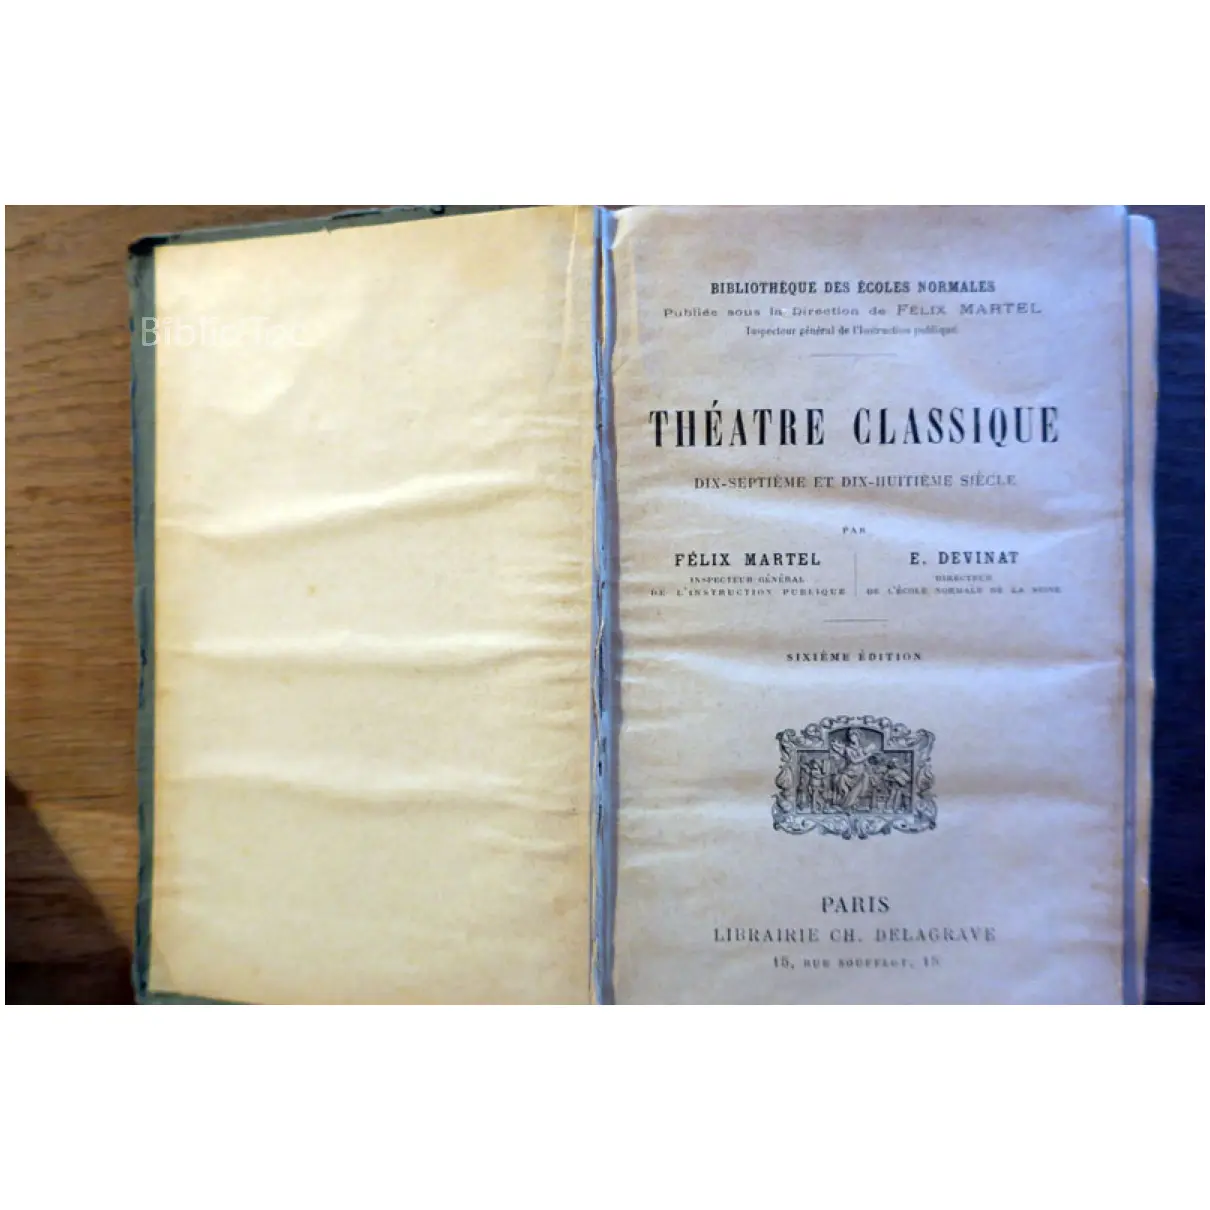 Biblio-Toc
BIBLIOTHÈQUE DES ÉCOLES NORMALES
Publiée sous la Direction de FÉLIX MARTEL
Inspecteur général de l'Instruction publique
THÉATRE CLASSIQUE
DIX-SEPTIÈME ET DIX-HUITIÈME SIÈCLE
PAR
FÉLIX MARTEL
INSPECTEUR GÉNÉRAL
DE L'INSTRUCTION PUBLIQUE
E. DEVINAT
DIRECTEUR
DE L'ÉCOLE NORMALE DE LA SEINE
SIXIÈME ÉDITION
PARIS
LIBRAIRIE CH. DELAGRAVE
15, RUE SOUFFLOT, 15